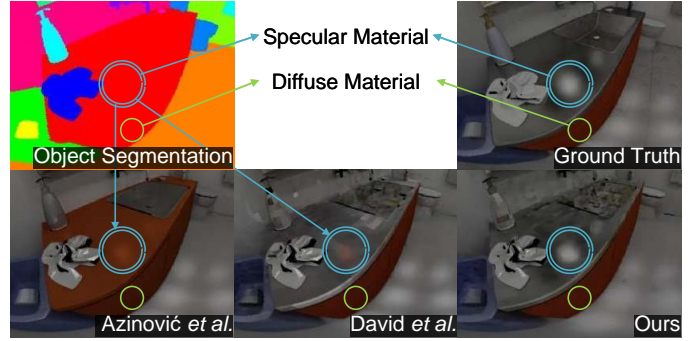 Specular Material
Diffuse Material
Object Segmentation
Ground Truth
Azinović et al.
David et al.
Ours